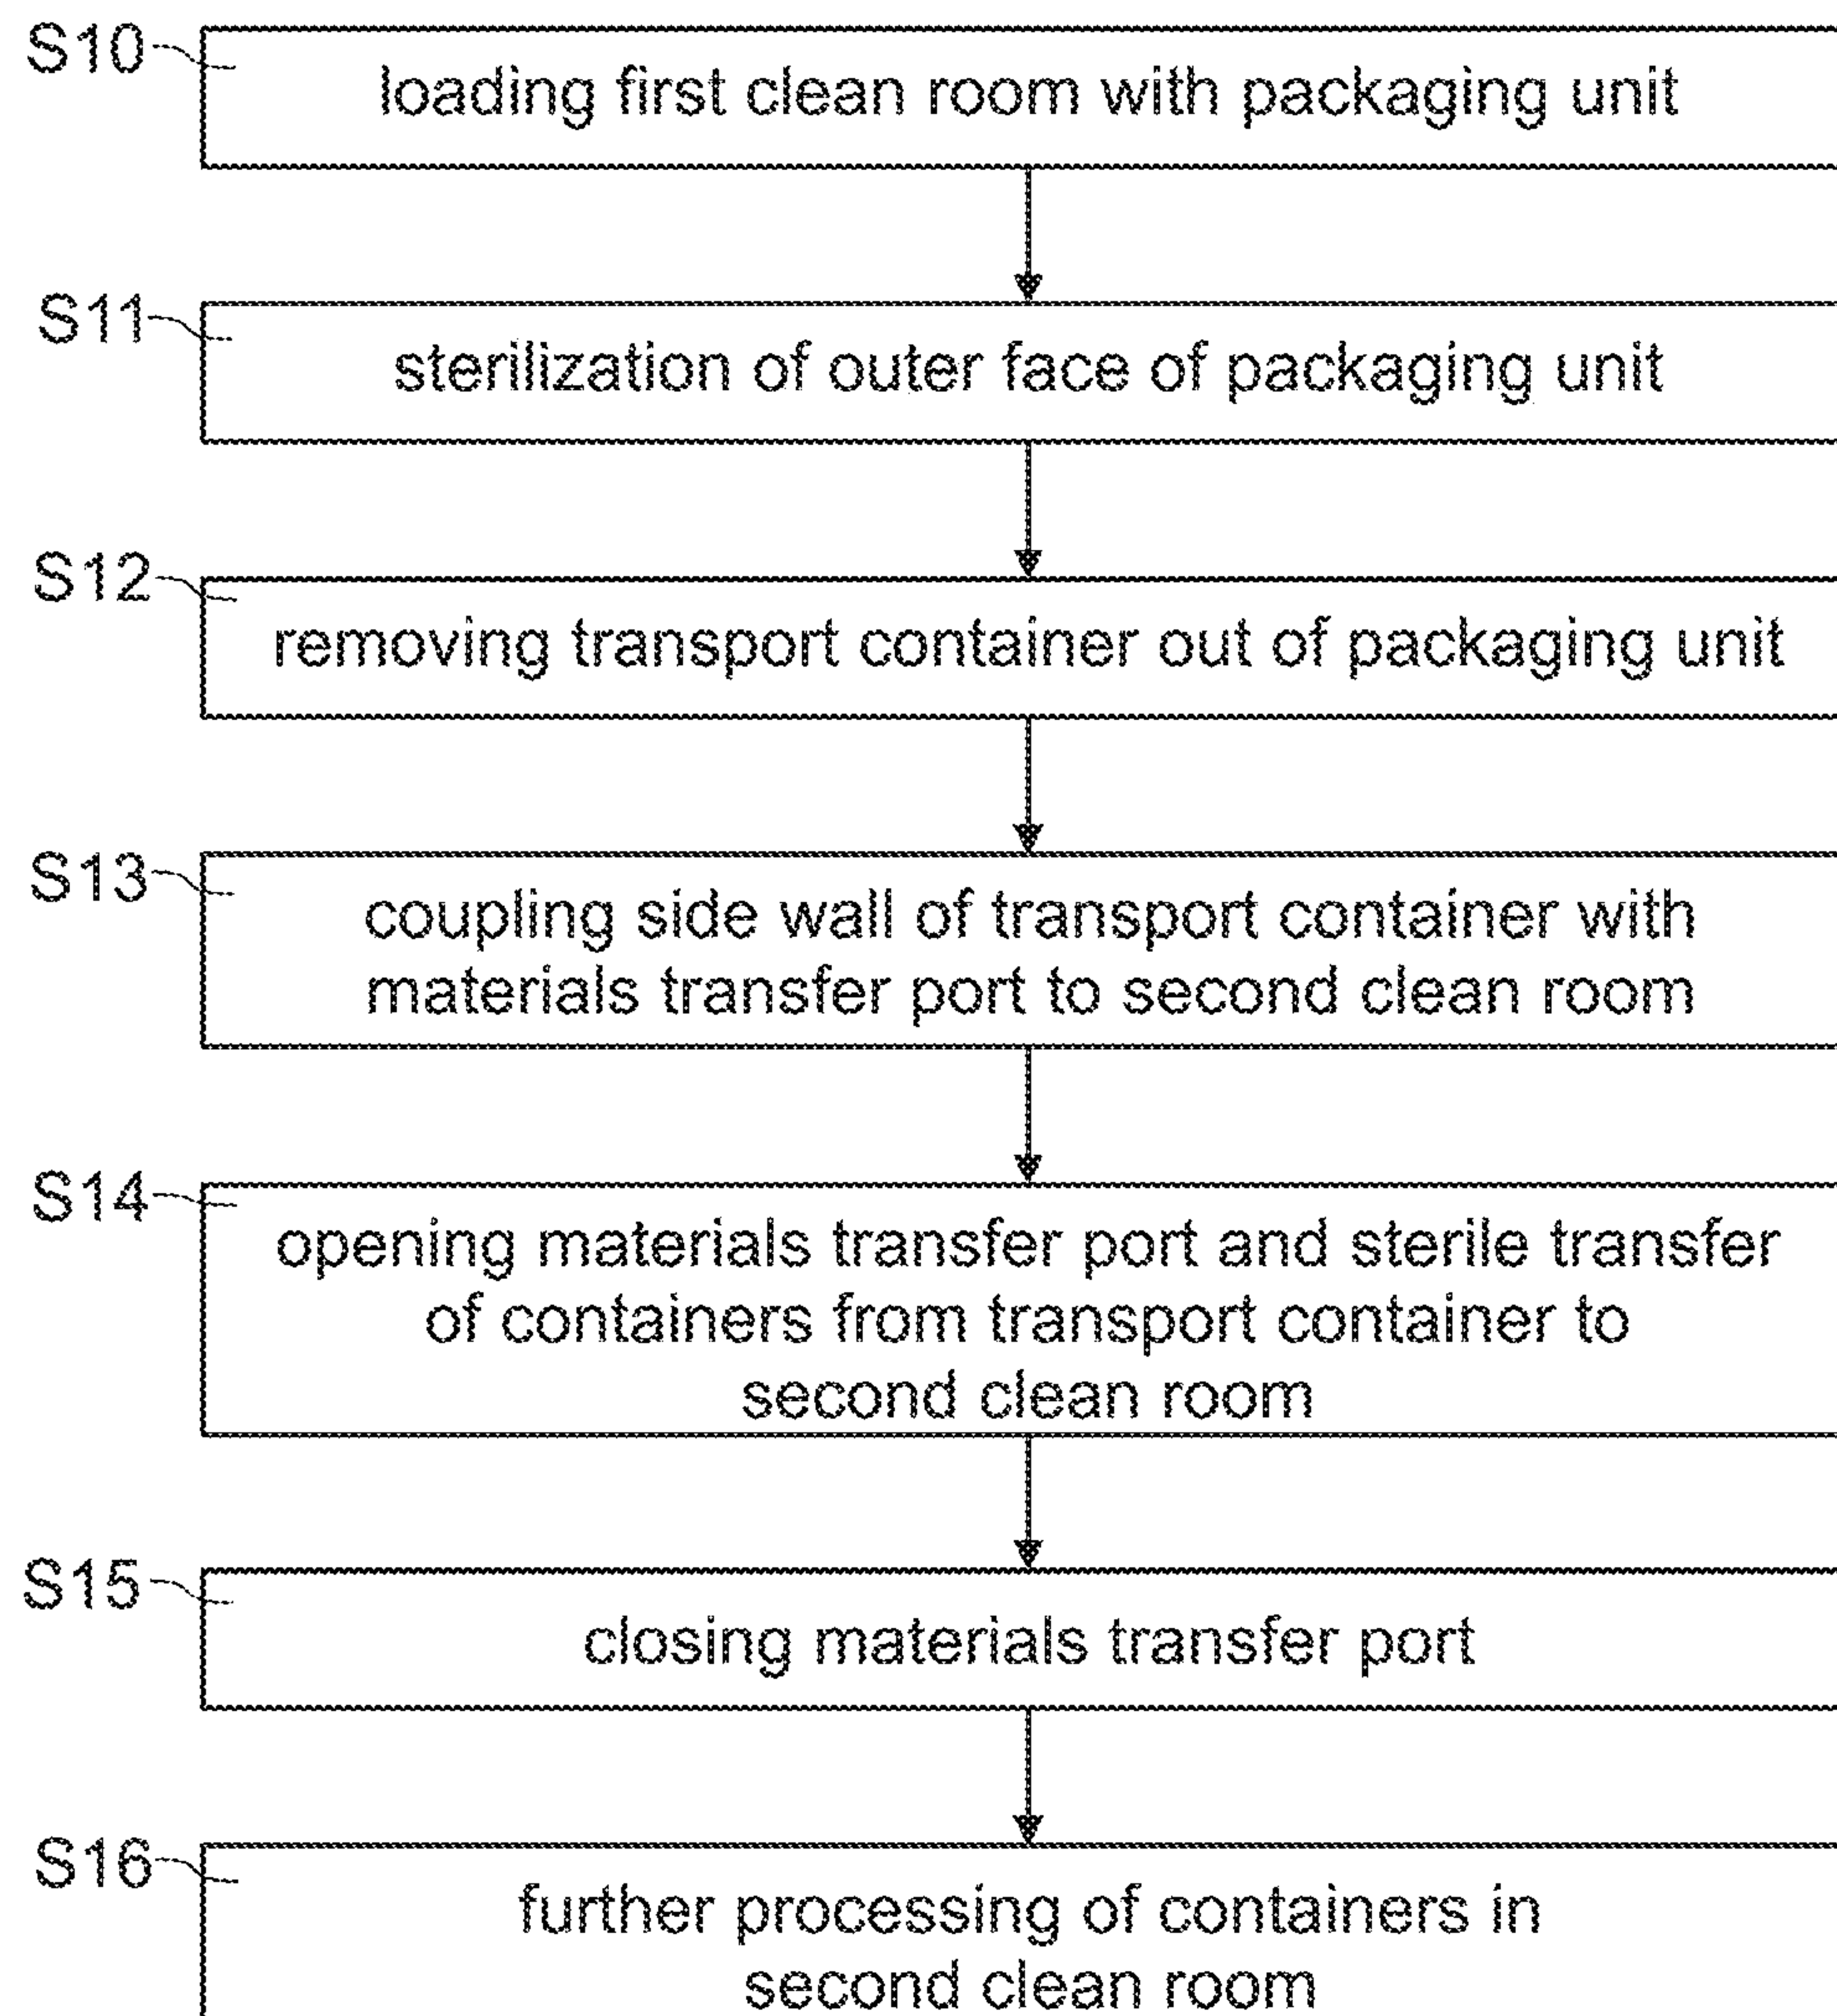 S10
loading first clean room with packaging unit
S11
sterilization of outer face of packaging unit
S12
removing transport container out of packaging unit
S13
coupling side wall of transport container with
materials transfer port to second clean room
S14
opening materials transfer port and sterile transfer
of containers from transport container to
second clean room
S15
closing materials transfer port
S16
further processing of containers in
second clean room